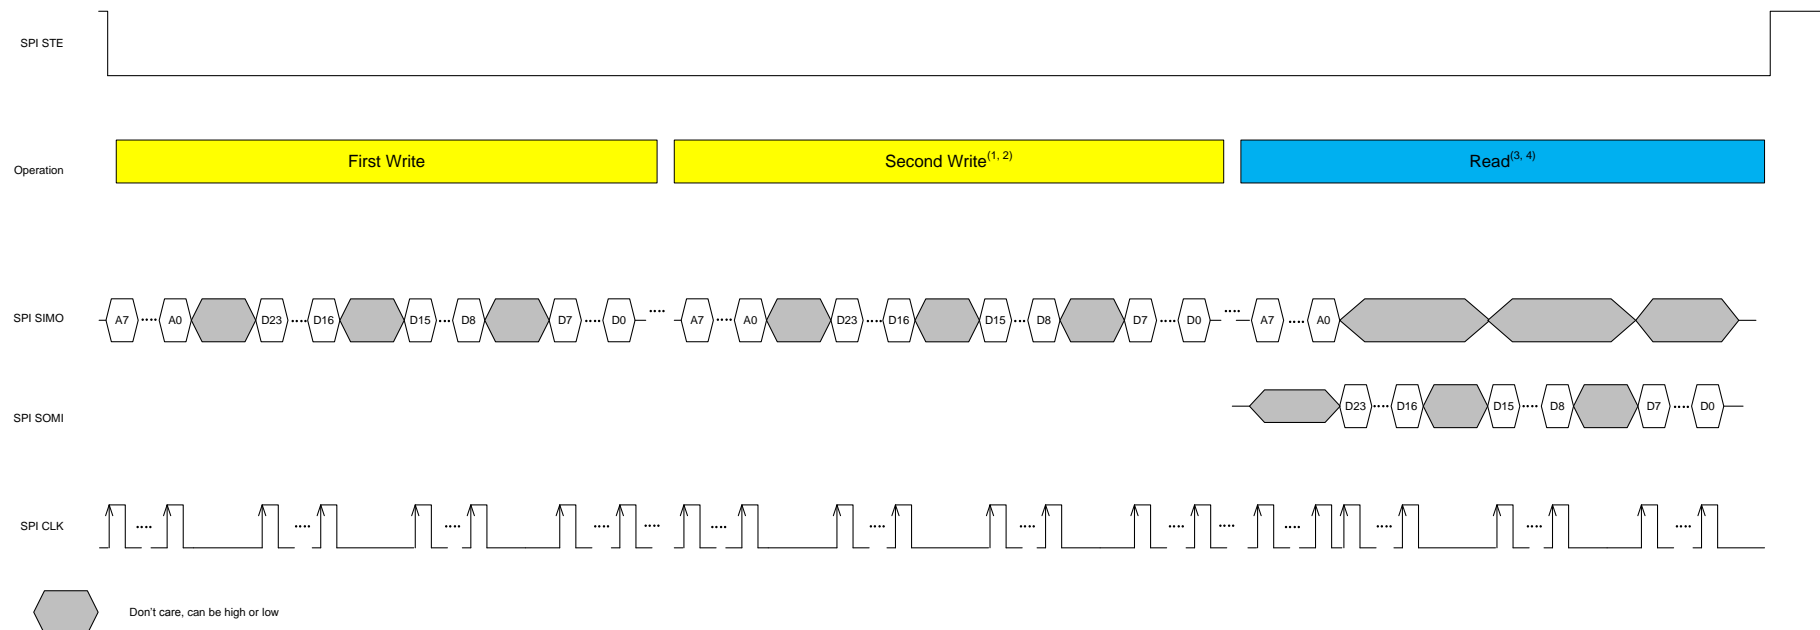 SPI STE
Operation
First Write
Second Write(1, 2)
Read(3, 4)
SPI SIMO
A7 .... A0 D23 .... D16 D15 .... D8 D7 .... D0 .... A7 .... A0 D23 .... D16 D15 .... D8 D7 .... D0 .... A7 .... A0
SPI SOMI
D23 .... D16 D15 .... D8 D7 .... D0
SPI CLK
.... .... .... .... .... .... .... .... .... .... .... .... .... ....
Don't care, can be high or low